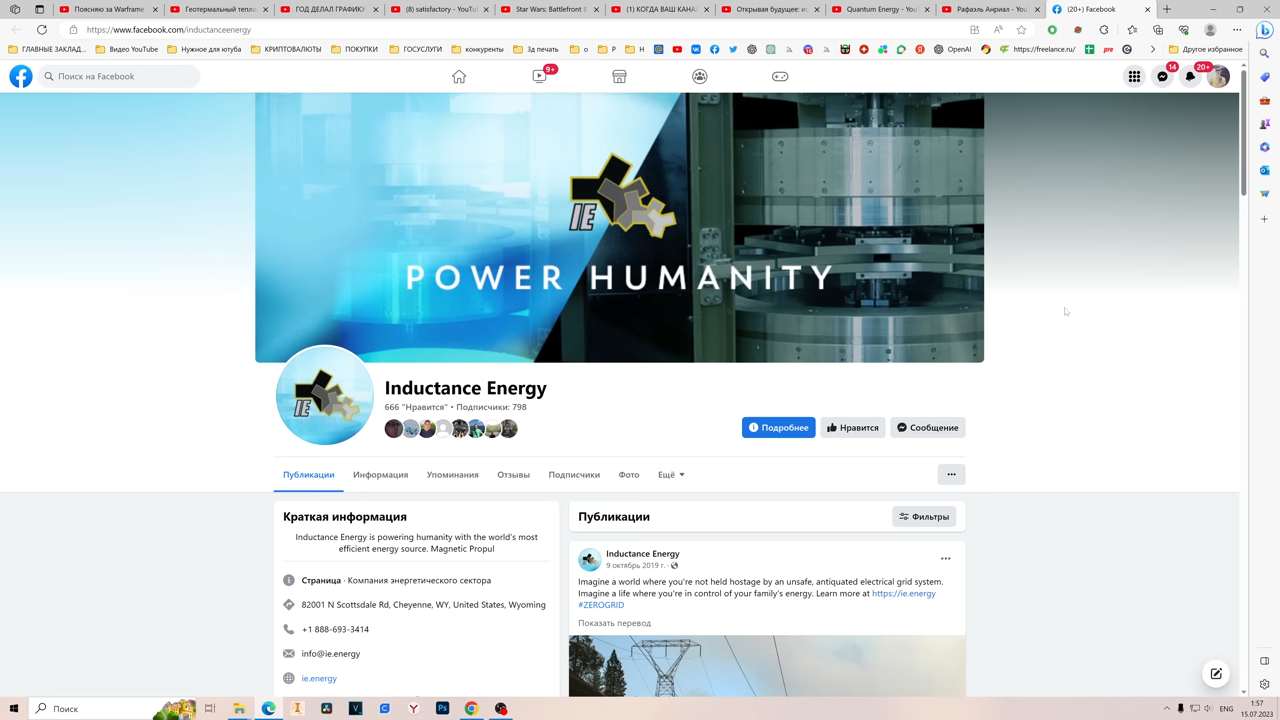 Поясняю за Warframe
Геотермальный тепло
ГОД ДЕЛАЛ ГРАФИКУ
(8) satisfactory - YouTu
Star Wars: Battlefront II
(1) КОГДА ВАШ КАНА
Открывая будущее: ис
Quantum Energy - You
Рафаэль Анриал - You
(20+) Facebook
https://www.facebook.com/inductanceenergy
ГЛАВНЫЕ ЗАКЛАД...
Видео YouTube
Нужное для ютуба
КРИПТОВАЛЮТЫ
ПОКУПКИ
ГОСУСЛУГИ
конкуренты
3д печать
о
Р
Н
OpenAI
https://freelance.ru/
pre
Другое избранное
Поиск на Facebook
9+
14
20+
IE
POWER HUMANITY
IE
Inductance Energy
666 "Нравится" • Подписчики: 798
Подробнее
Нравится
Сообщение
Публикации
Информация
Упоминания
Отзывы
Подписчики
Фото
Ещё
Краткая информация
Inductance Energy is powering humanity with the world's most
efficient energy source. Magnetic Propul
Страница · Компания энергетического сектора
82001 N Scottsdale Rd, Cheyenne, WY, United States, Wyoming
+1 888-693-3414
info@ie.energy
ie.energy
Публикации
Фильтры
Inductance Energy
9 октябрь 2019 г. ·
Imagine a world where you're not held hostage by an unsafe, antiquated electrical grid system.
Imagine a life where you're in control of your family's energy. Learn more at https://ie.energy
#ZEROGRID
Показать перевод
Поиск
ENG
1:57
15.07.2023